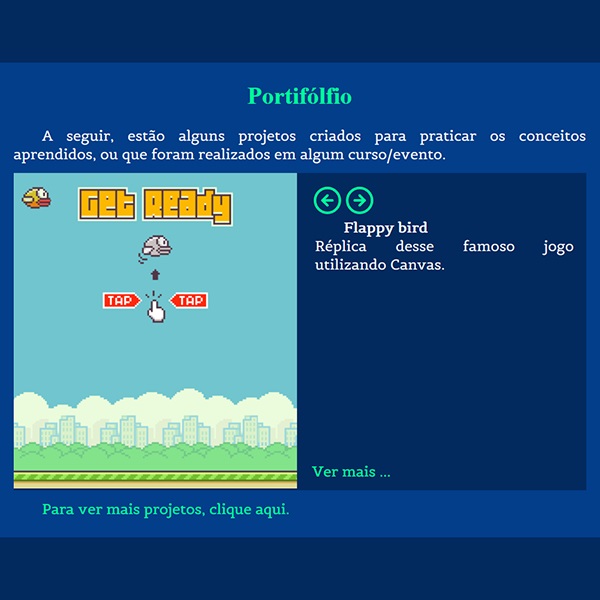 Portifólfio
A seguir, estão alguns projetos criados para praticar os conceitos
aprendidos, ou que foram realizados em algum curso/evento.
Get Ready
TAP TAP
Flappy bird
Réplica desse famoso jogo
utilizando Canvas.
Ver mais ...
Para ver mais projetos, clique aqui.